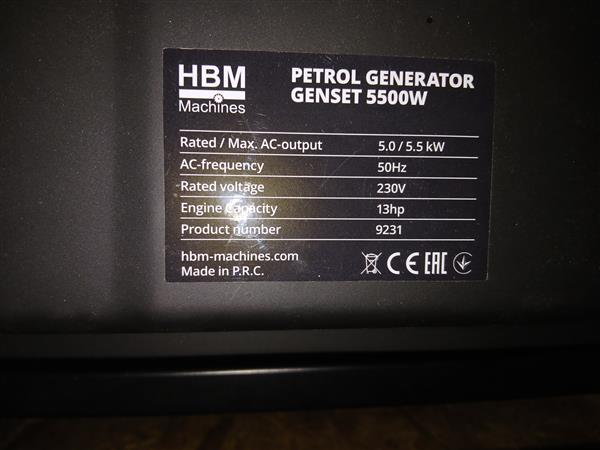 HBM
Machines
PETROL GENERATOR
GENSET 5500W
Rated / Max. AC-output 5.0 / 5.5 kW
AC-frequency 50Hz
Rated voltage 230V
Engine Capacity 13hp
Product number 9231
hbm-machines.com
Made in P.R.C.
CE EAC